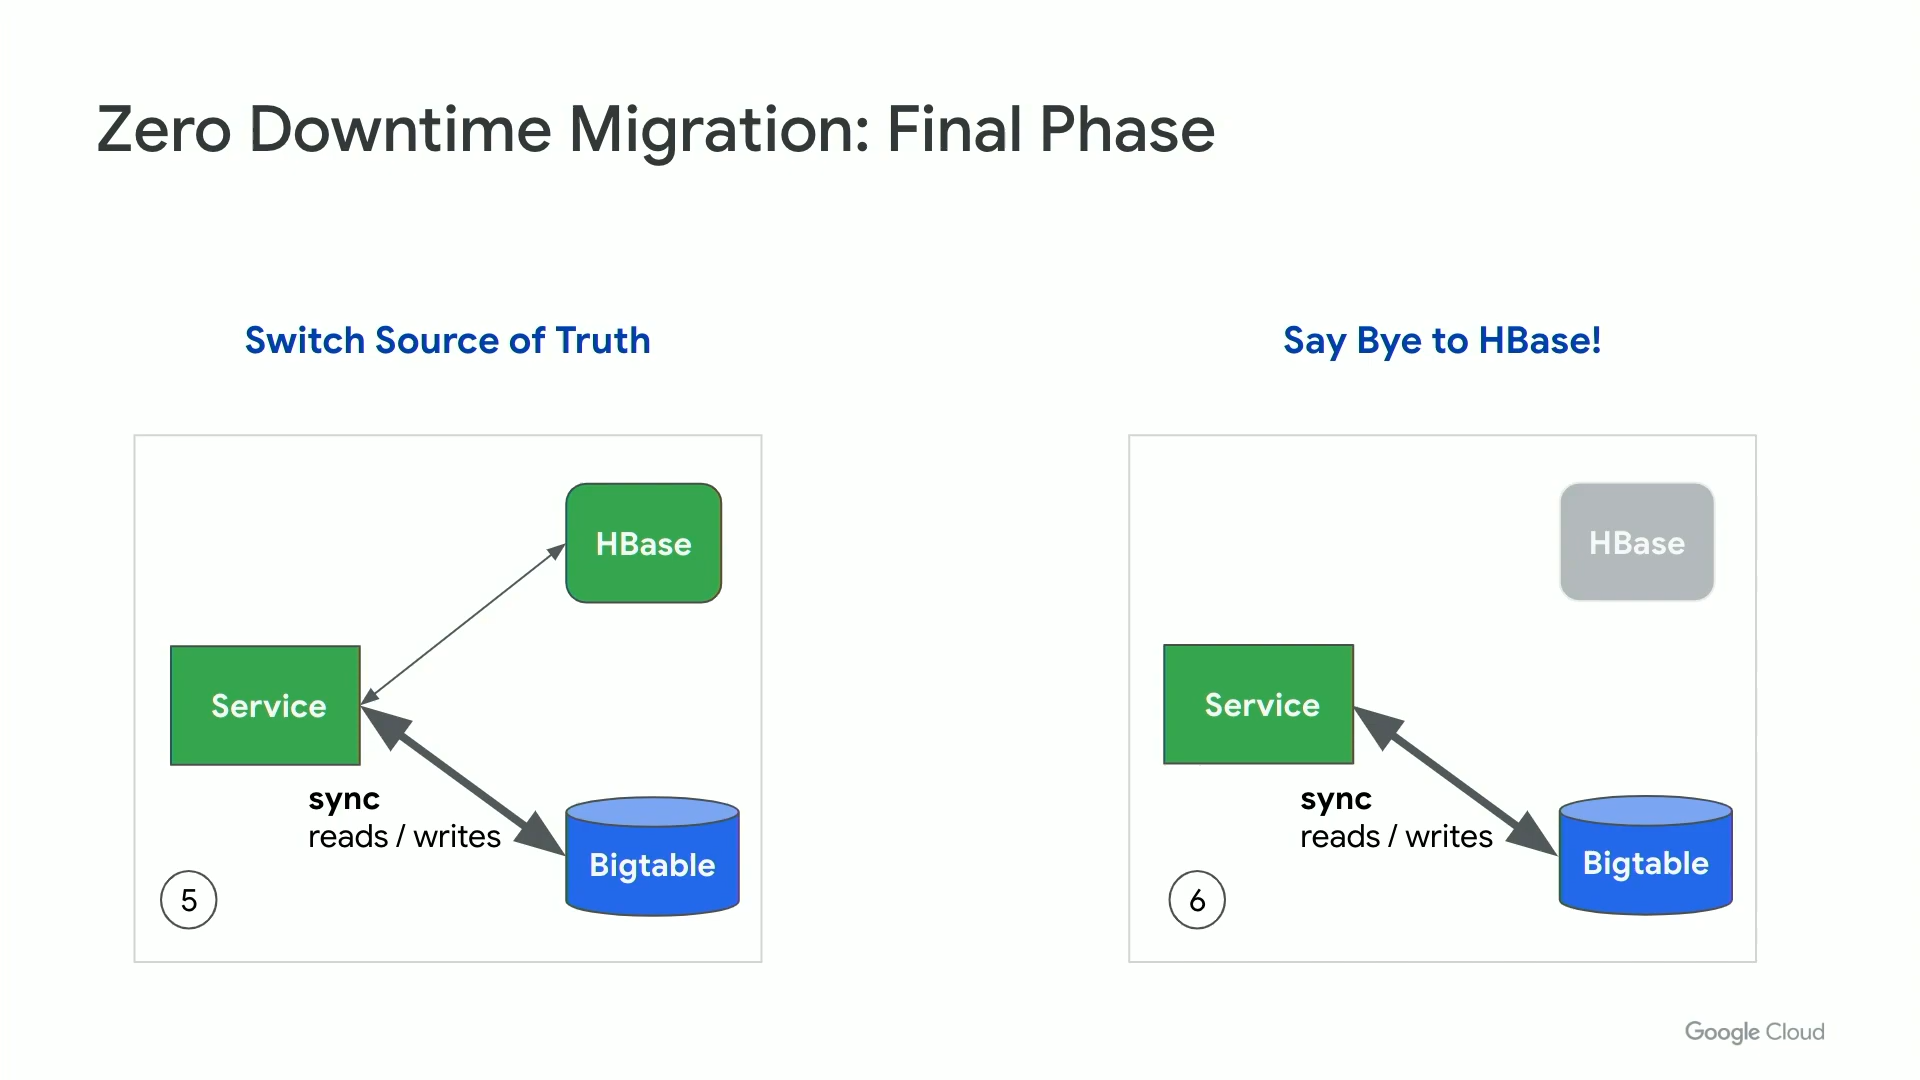 Zero Downtime Migration: Final Phase
Switch Source of Truth
HBase
Service
sync
reads / writes
Bigtable
5
Say Bye to HBase!
HBase
Service
sync
reads / writes
Bigtable
6
Google Cloud